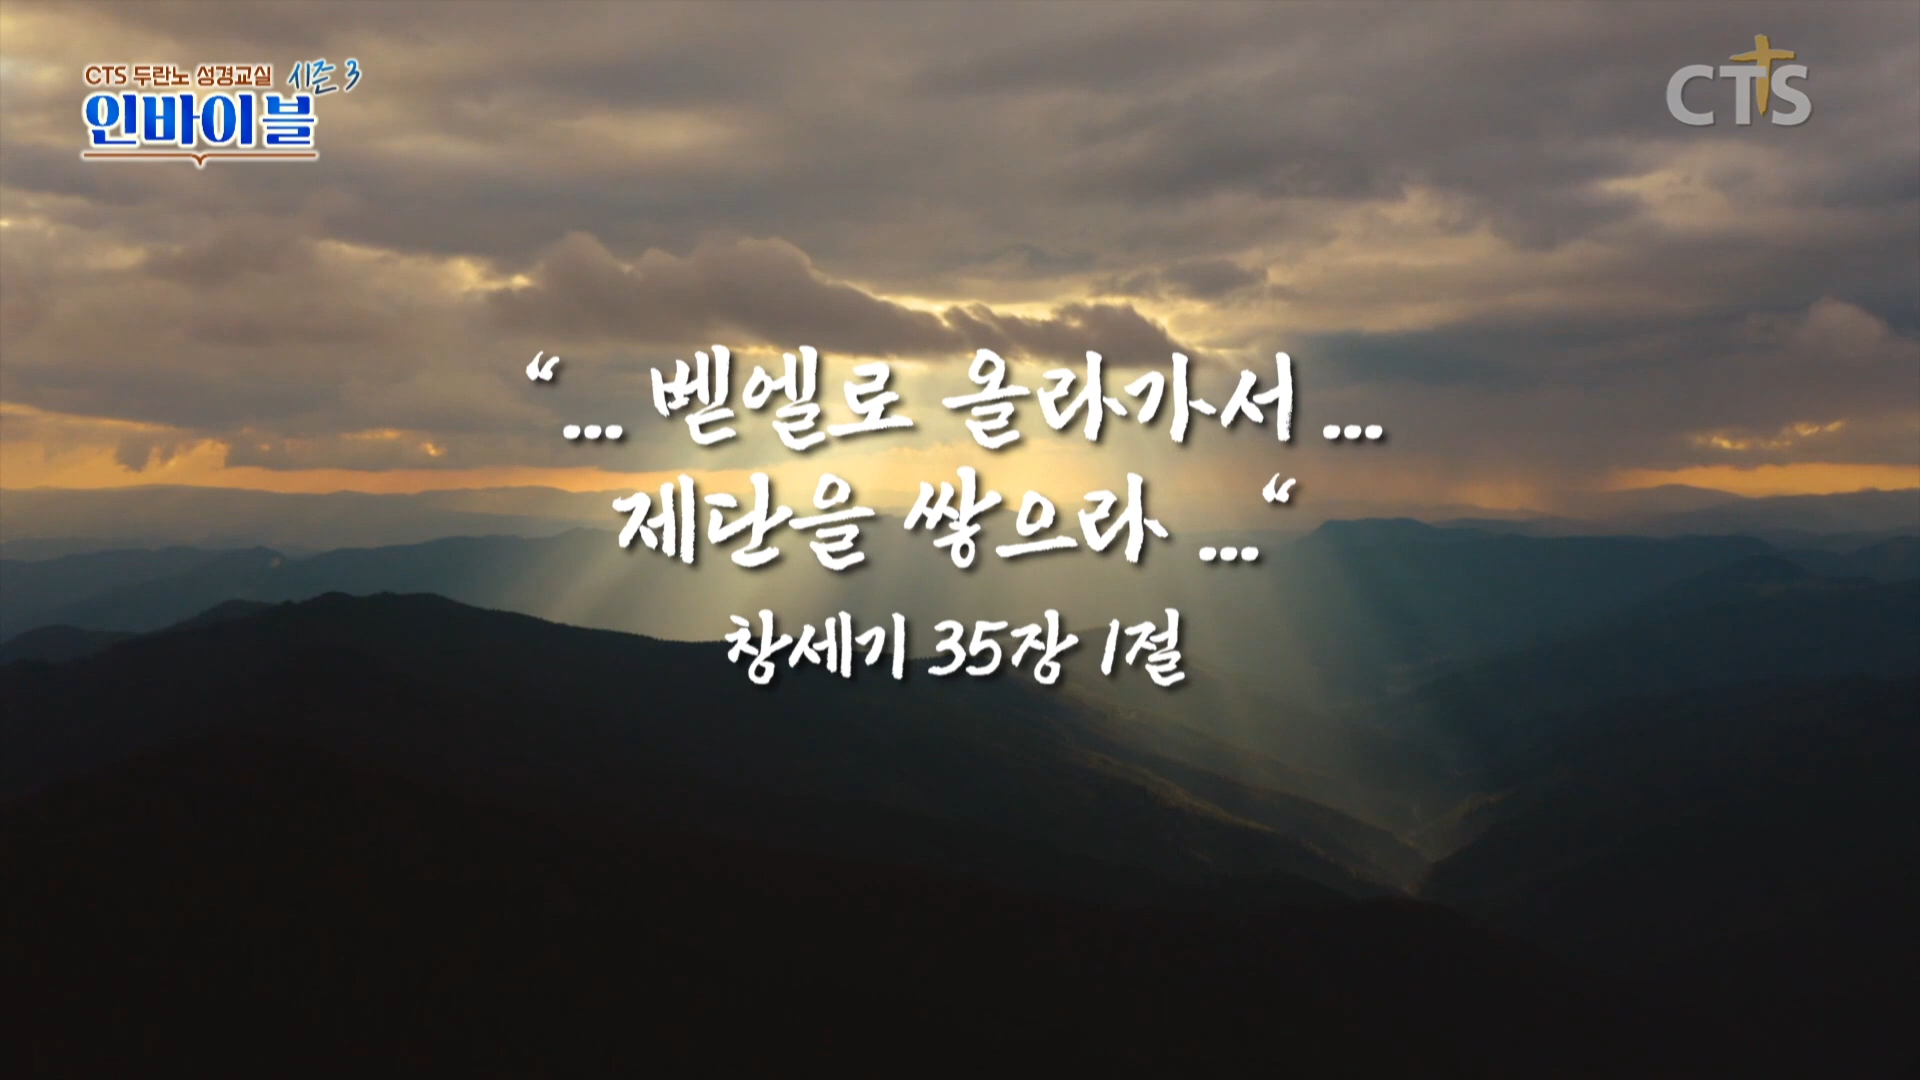 CTS 두란노 성경교실 시즌 3
인바이블
CTS
“... 벧엘로 올라가서 ...
제단을 쌓으라 ...“
창세기 35장 1절